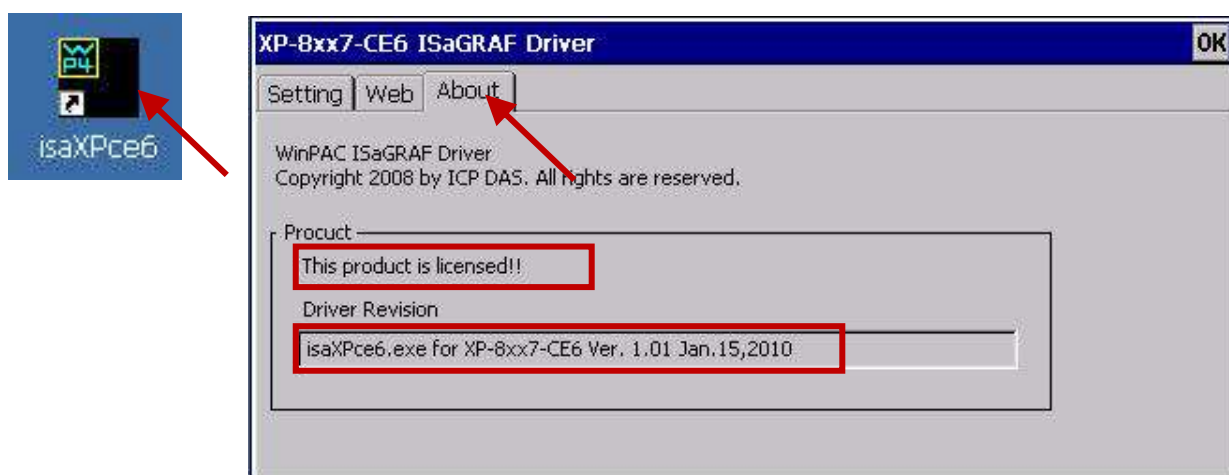 W
P4
isaXPce6
XP-8xx7-CE6 ISaGRAF Driver
OK
Setting
Web
About
WinPAC ISaGRAF Driver
Copyright 2008 by ICP DAS. All rights are reserved.
Procuct
This product is licensed!!
Driver Revision
isaXPce6.exe for XP-8xx7-CE6 Ver. 1.01 Jan.15,2010